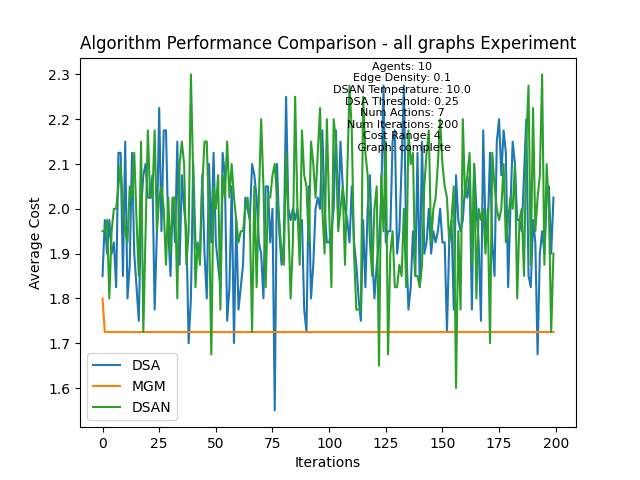 Algorithm Performance Comparison - all graphs Experiment
Agents: 10
Edge Density: 0.1
DSAN Temperature: 10.0
DSA Threshold: 0.25
Num Actions: 7
Num Iterations: 200
Cost Range: 4
Graph: complete
2.3
2.2
2.1
2.0
1.9
1.8
1.7
1.6
Average Cost
DSA
MGM
DSAN
0 25 50 75 100 125 150 175 200
Iterations